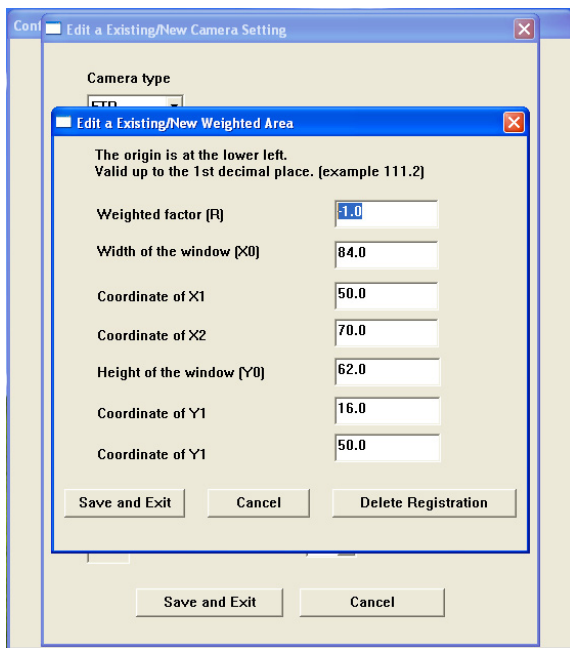 Conf
Edit a Existing/New Camera Setting
Camera type
Edit a Existing/New Weighted Area
The origin is at the lower left.
Valid up to the 1st decimal place. (example 111.2)
Weighted factor (R)
-1.0
Width of the window (X0)
84.0
Coordinate of X1
50.0
Coordinate of X2
70.0
Height of the window (Y0)
62.0
Coordinate of Y1
16.0
Coordinate of Y1
50.0
Save and Exit
Cancel
Delete Registration
Save and Exit
Cancel